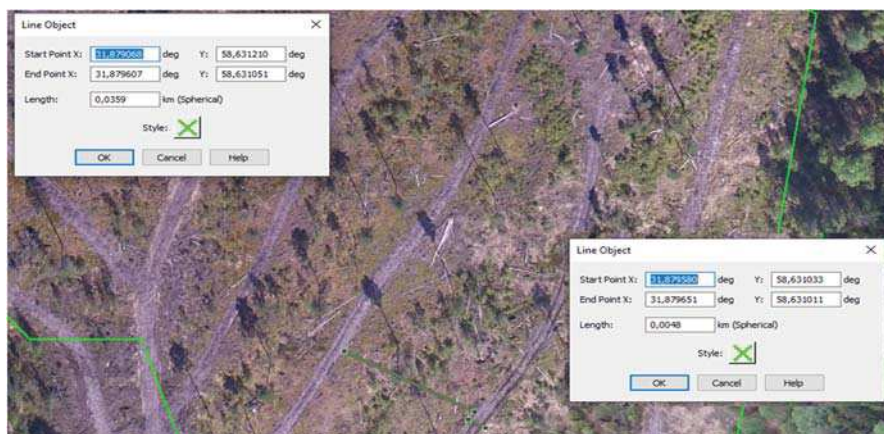 Line Object
Start Point X: 31,879068 deg Y: 58,631210 deg
End Point X: 31,879607 deg Y: 58,631051 deg
Length: 0,0359 km (Spherical)
Style:
OK Cancel Help
Line Object
Start Point X: 31,879580 deg Y: 58,631033 deg
End Point X: 31,879651 deg Y: 58,631011 deg
Length: 0,0048 km (Spherical)
Style:
OK Cancel Help